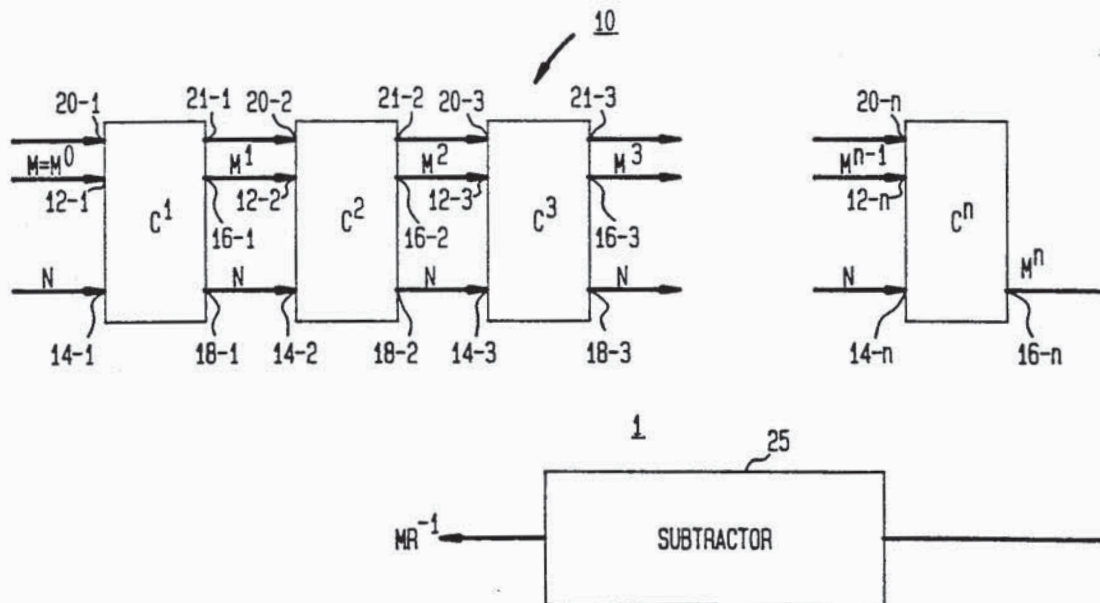 10
20-1 21-1 20-2 21-2 20-3 21-3 20-n
M=M⁰ M¹ M² M³ Mⁿ⁻¹
12-1 12-2 12-3 12-n
C¹ C² C³ Cⁿ
16-1 16-2 16-3
N N N N N Mⁿ
14-1 18-1 14-2 18-2 14-3 18-3 14-n 16-n
1
25
MR⁻¹ SUBTRACTOR